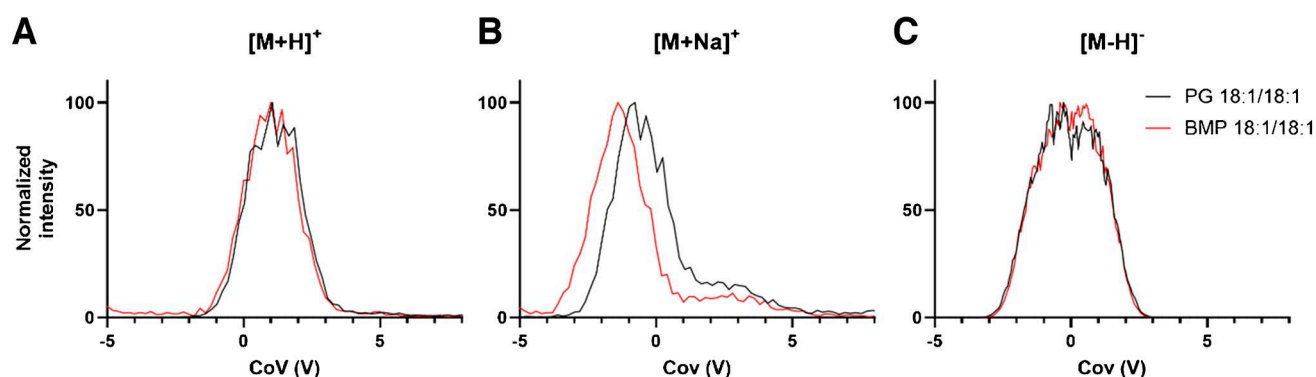 A
[M+H]+
B
[M+Na]+
C
[M-H]-
Normalized
intensity
100
50
0
-5
0
5
CoV (V)
100
50
0
-5
0
5
Cov (V)
100
50
0
-5
0
5
Cov (V)
PG 18:1/18:1
BMP 18:1/18:1